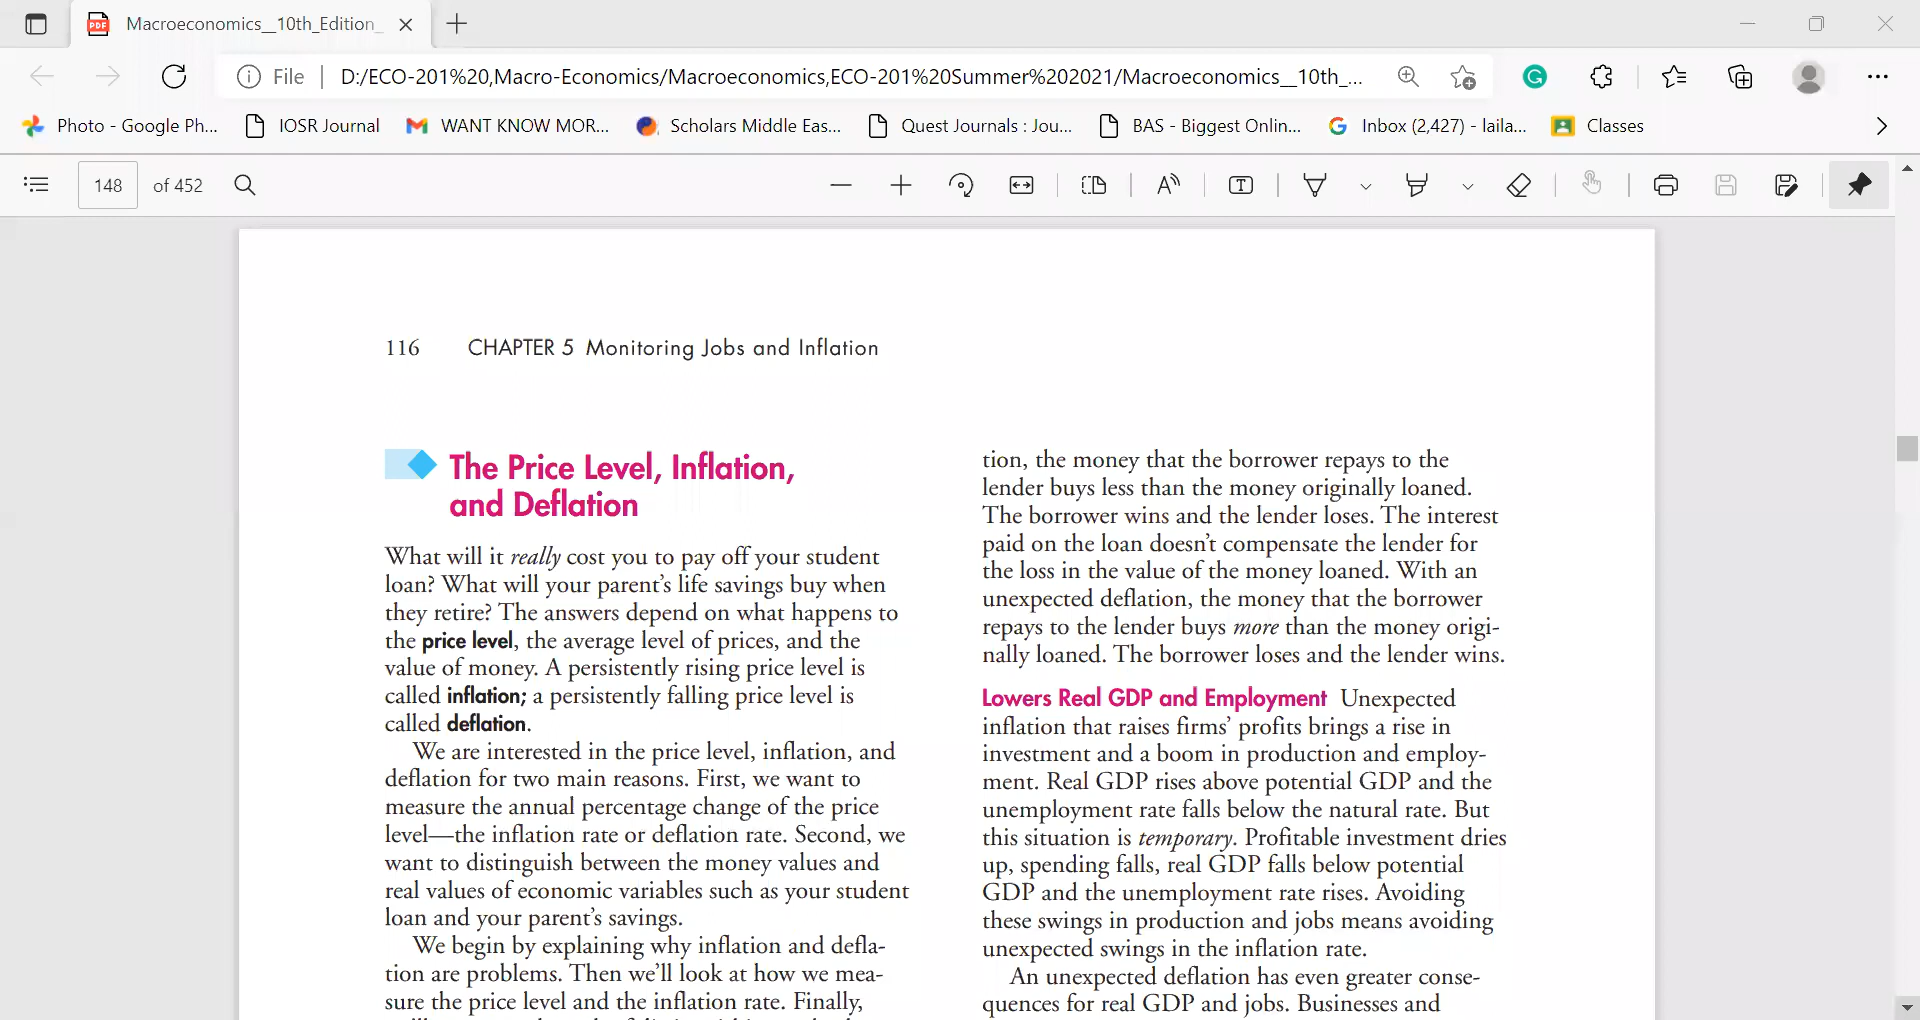 Macroeconomics_10th_Edition_
File
D:/ECO-201%20,Macro-Economics/Macroeconomics,ECO-201%20Summer%202021/Macroeconomics_10th_...
Photo - Google Ph...
IOSR Journal
WANT KNOW MOR...
Scholars Middle Eas...
Quest Journals : Jou...
BAS - Biggest Onlin...
Inbox (2,427) - laila...
Classes
148 of 452
116 CHAPTER 5 Monitoring Jobs and Inflation
The Price Level, Inflation,
and Deflation
What will it really cost you to pay off your student
loan? What will your parent's life savings buy when
they retire? The answers depend on what happens to
the price level, the average level of prices, and the
value of money. A persistently rising price level is
called inflation; a persistently falling price level is
called deflation.
We are interested in the price level, inflation, and
deflation for two main reasons. First, we want to
measure the annual percentage change of the price
level—the inflation rate or deflation rate. Second, we
want to distinguish between the money values and
real values of economic variables such as your student
loan and your parent's savings.
We begin by explaining why inflation and defla-
tion are problems. Then we'll look at how we mea-
sure the price level and the inflation rate. Finally,
tion, the money that the borrower repays to the
lender buys less than the money originally loaned.
The borrower wins and the lender loses. The interest
paid on the loan doesn't compensate the lender for
the loss in the value of the money loaned. With an
unexpected deflation, the money that the borrower
repays to the lender buys more than the money origi-
nally loaned. The borrower loses and the lender wins.
Lowers Real GDP and Employment Unexpected
inflation that raises firms' profits brings a rise in
investment and a boom in production and employ-
ment. Real GDP rises above potential GDP and the
unemployment rate falls below the natural rate. But
this situation is temporary. Profitable investment dries
up, spending falls, real GDP falls below potential
GDP and the unemployment rate rises. Avoiding
these swings in production and jobs means avoiding
unexpected swings in the inflation rate.
An unexpected deflation has even greater conse-
quences for real GDP and jobs. Businesses and